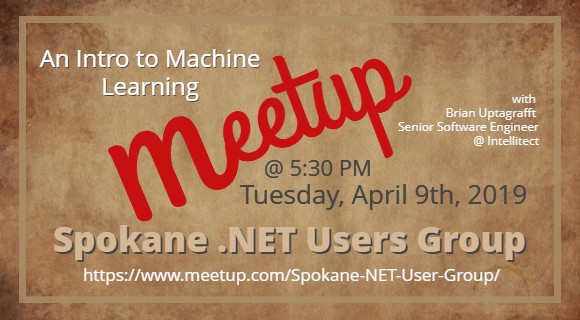 An Intro to Machine
Learning
Meetup
with
Brian Uptagrafft
Senior Software Engineer
@ Intellitect
@ 5:30 PM
Tuesday, April 9th, 2019
Spokane .NET Users Group
https://www.meetup.com/Spokane-NET-User-Group/